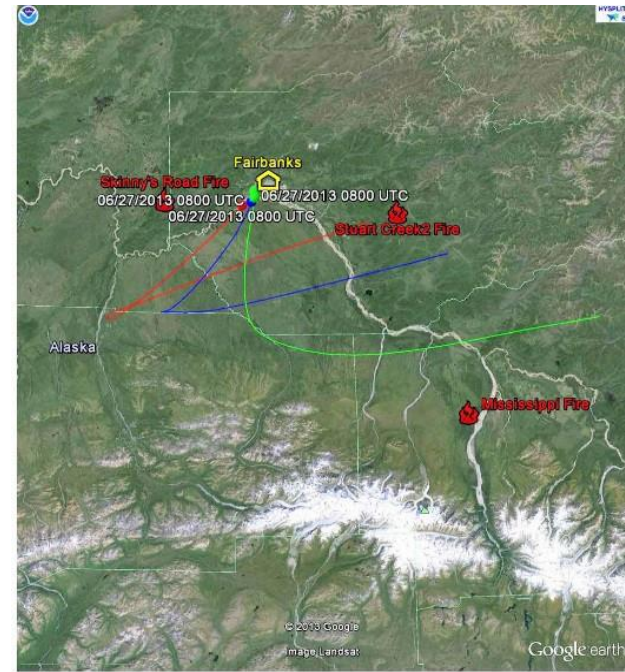 HYSPLIT
Fairbanks
Skinny's Road Fire
06/27/2013 0800 UTC
06/27/2013 0800 UTC
06/27/2013 0800 UTC
Stuart Creek2 Fire
Alaska
Mississippi Fire
© 2013 Google
Image Landsat
Google earth